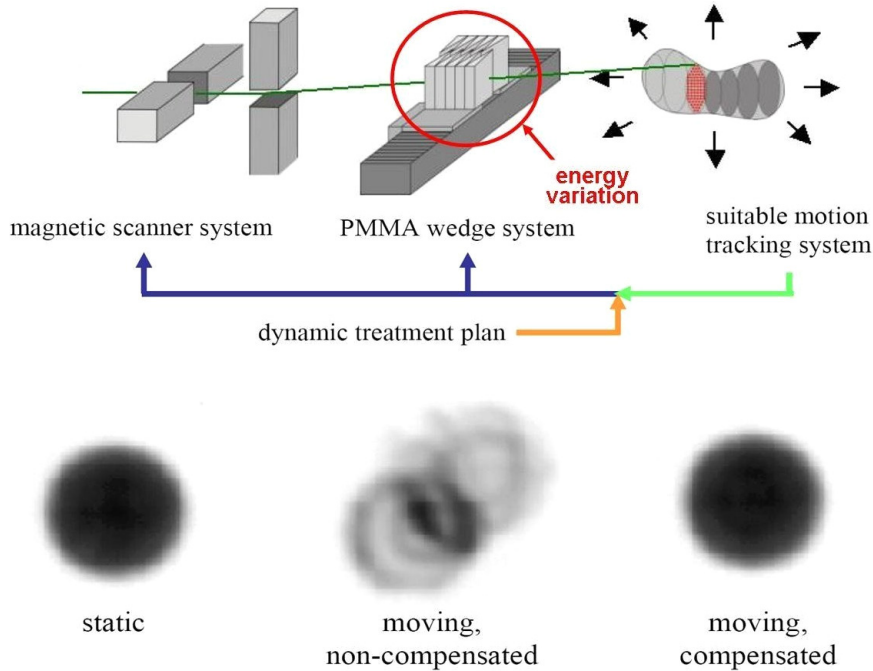 energy
variation
magnetic scanner system
PMMA wedge system
suitable motion
tracking system
dynamic treatment plan
static
moving,
non-compensated
moving,
compensated